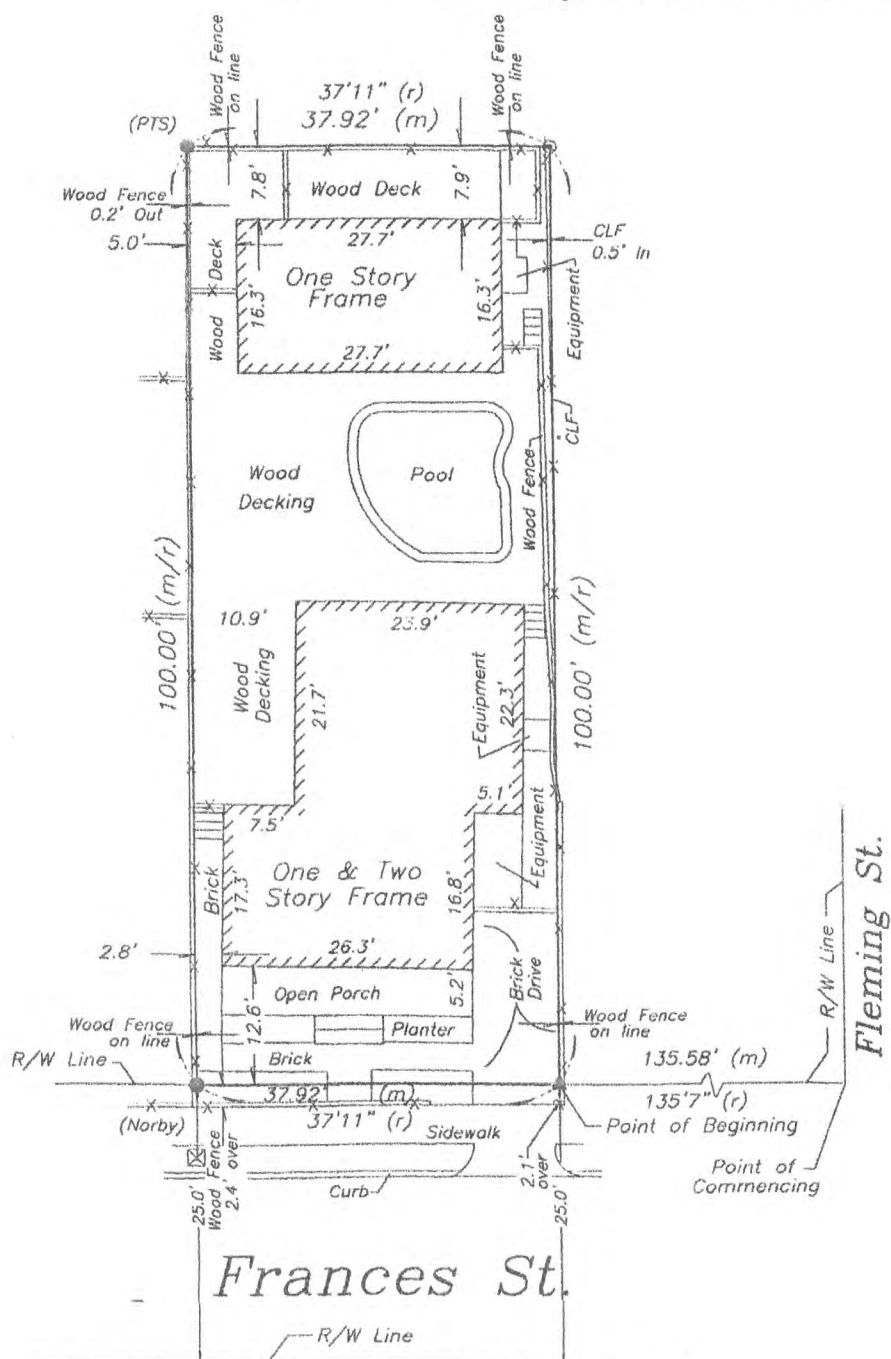 Wood Fence
on line
37'11" (r)
37.92' (m)
Wood Fence
on line
(PTS)
Wood Fence
0.2' Out
7.8'
Wood Deck
7.9'
5.0'
Deck
27.7'
CLF
0.5' In
One Story
Frame
16.3'
16.3'
Equipment
Wood
27.7'
CLF
Wood
Decking
Pool
Wood Fence
100.00' (m/r)
10.9'
23.9'
100.00' (m/r)
Wood
Decking
21.7'
Equipment
22.3'
5.1'
7.5'
Equipment
Brick
17.3'
One & Two
Story Frame
16.8'
Fleming St.
R/W Line
2.8'
26.3'
Brick
Drive
Open Porch
5.2'
12.6'
Wood Fence
on line
Planter
Wood Fence
on line
R/W Line
Brick
135.58' (m)
37.92' (m)
135'7" (r)
(Norby)
37'11" (r)
Sidewalk
Point of Beginning
Wood Fence
2.4' over
2.1'
over
Point of
Commencing
Curb
25.0'
25.0'
Frances St.
R/W Line